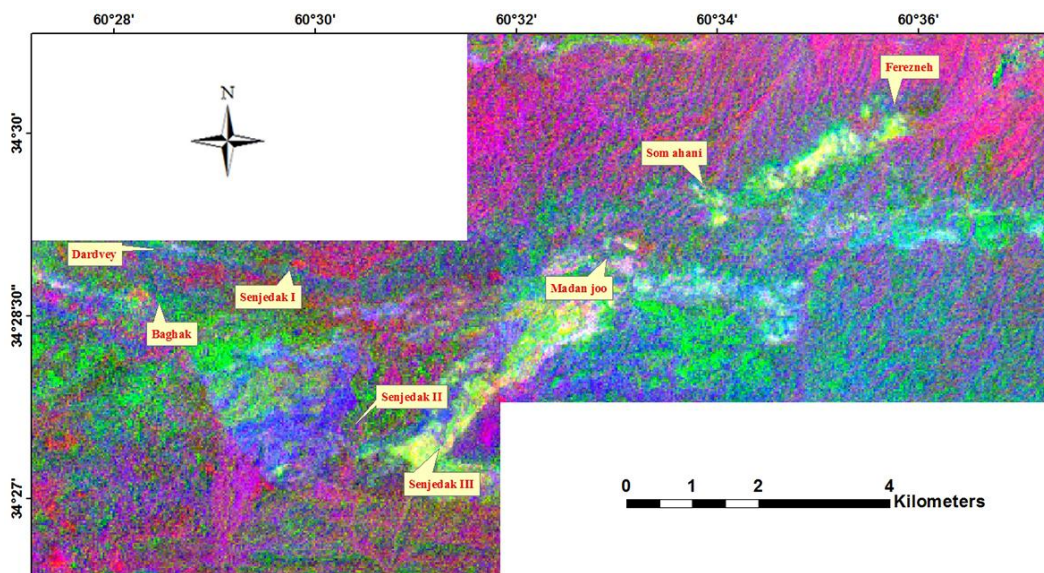 60°28'
60°30'
60°32'
60°34'
60°36'
Ferezneh
N
34°30'
Som ahani
Dardvey
Senjedak I
Madan joo
34°28'30"
Baghak
Senjedak II
Senjedak III
34°27'
0 1 2 4
Kilometers